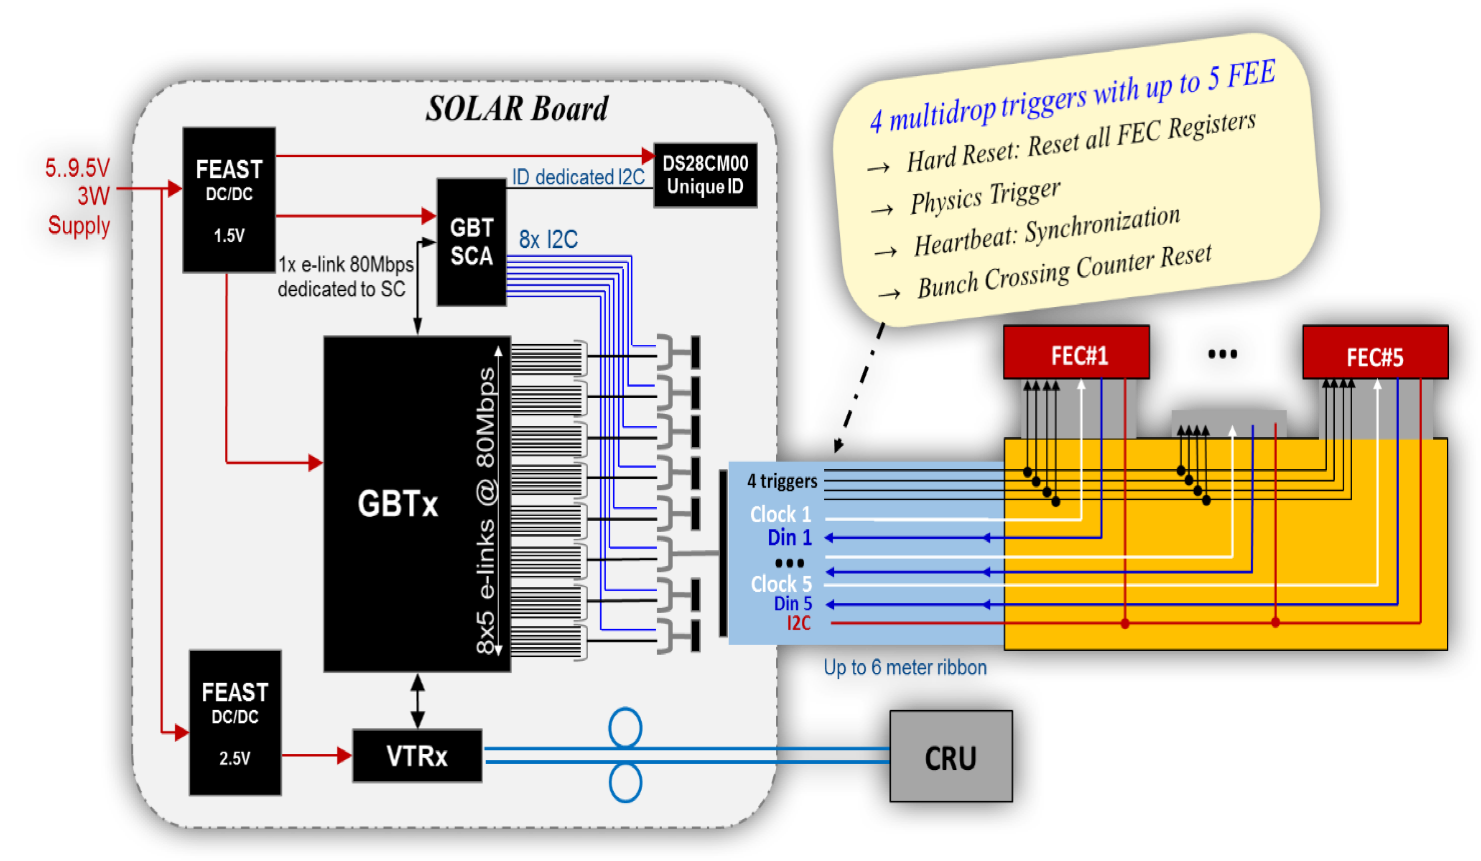 SOLAR Board
5..9.5V
3W
Supply
FEAST
DC/DC
1.5V
DS28CM00
Unique ID
ID dedicated I2C
GBT
SCA
8x I2C
1x e-link 80Mbps
dedicated to SC
GBTx
8x5 e-links @ 80Mbps
FEAST
DC/DC
2.5V
VTRx
4 multidrop triggers with up to 5 FEE
→ Hard Reset: Reset all FEC Registers
→ Physics Trigger
→ Heartbeat: Synchronization
→ Bunch Crossing Counter Reset
FEC#1
...
FEC#5
4 triggers
Clock 1
Din 1
...
Clock 5
Din 5
I2C
Up to 6 meter ribbon
CRU